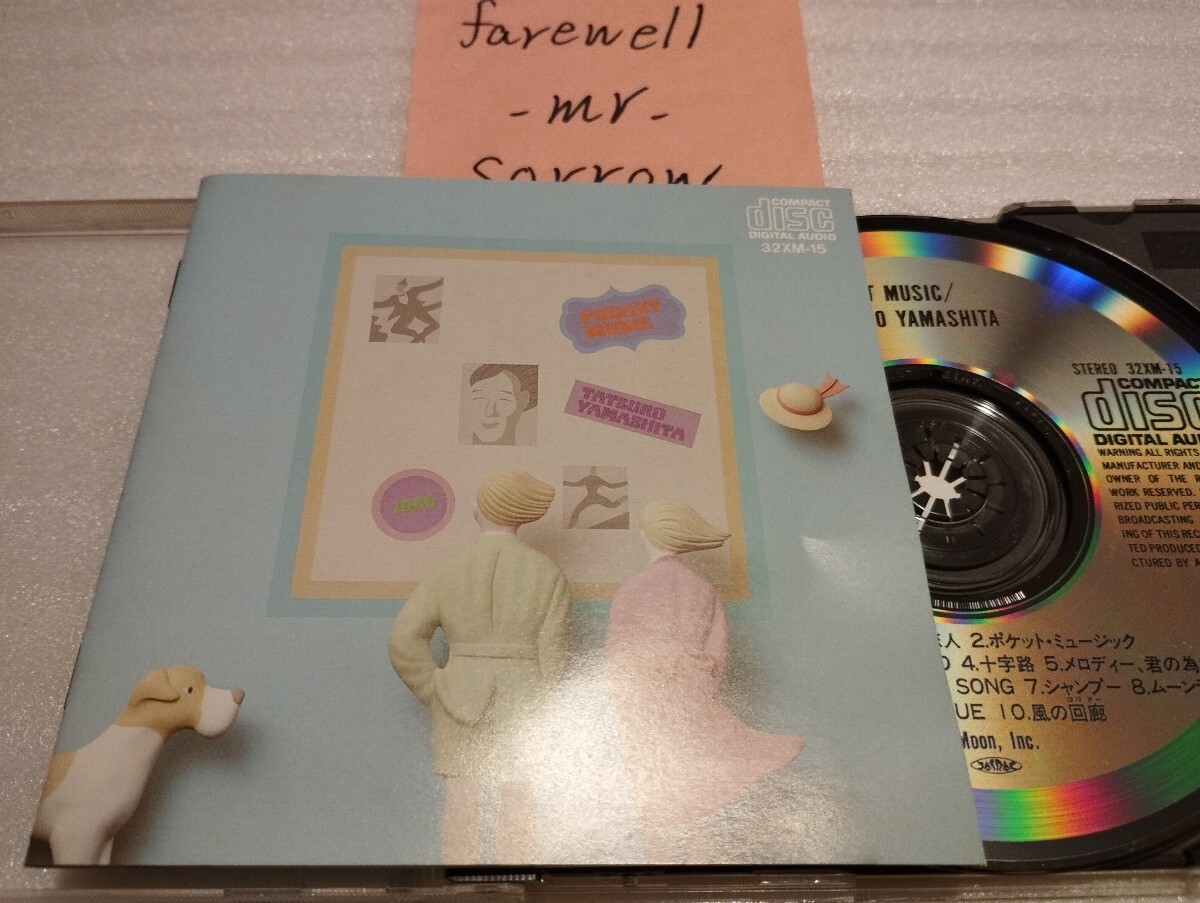 farewell
-mr-
sorrow
COMPACT
disc
DIGITAL AUDIO
32XM-15
POCKET
MUSIC
TATSURO
YAMASHITA
T MUSIC/
O YAMASHITA
STEREO 32XM-15
COMPACT
disc
DIGITAL AU
WARNING ALL RIGHTS
MANUFACTURER AND
OWNER OF THE R
WORK RESERVED.
RIZED PUBLIC PER
BROADCASTING
ING OF THIS REC
TED PRODUCED
CTURED BY A
人 2.ポケット・ミュージック
4.十字路 5.メロディー、君の為
SONG 7.シャンプー 8.ムーン
UE 10.風の回廊
Moon, Inc.
JASRAC